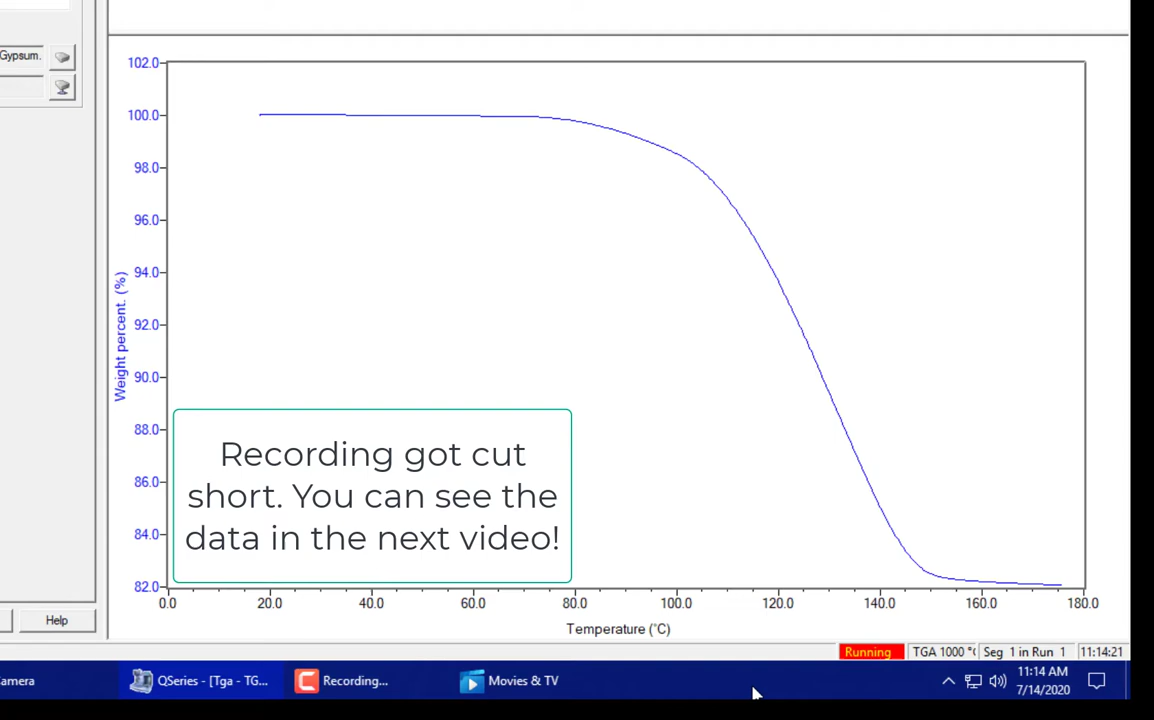 Gypsum.
102.0
100.0
98.0
96.0
94.0
92.0
90.0
88.0
86.0
84.0
82.0
Weight percent. (%)
Recording got cut
short. You can see the
data in the next video!
0.0 20.0 40.0 60.0 80.0 100.0 120.0 140.0 160.0 180.0
Temperature (°C)
Help
Running TGA 1000 °C Seg 1 in Run 1 11:14:21
amera QSeries - [Tga - TG... Recording... Movies & TV 11:14 AM
7/14/2020